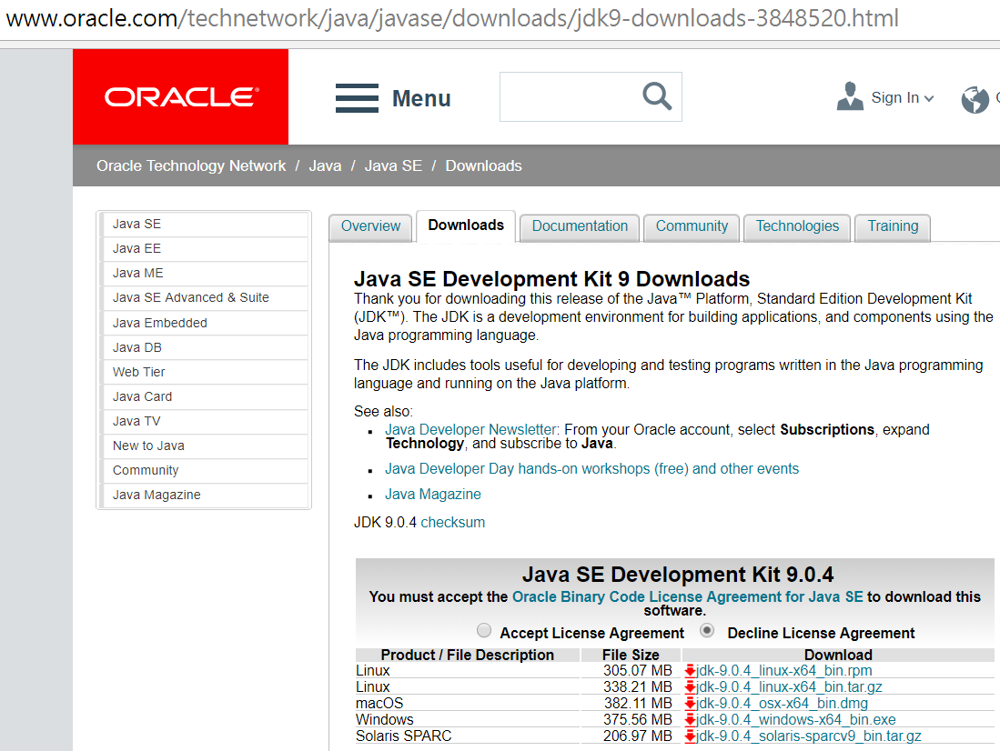 www.oracle.com/technetwork/java/javase/downloads/jdk9-downloads-3848520.html
ORACLE®
Menu
Sign In
Oracle Technology Network / Java / Java SE / Downloads
Java SE
Java EE
Java ME
Java SE Advanced & Suite
Java Embedded
Java DB
Web Tier
Java Card
Java TV
New to Java
Community
Java Magazine
Overview Downloads Documentation Community Technologies Training
Java SE Development Kit 9 Downloads
Thank you for downloading this release of the Java™ Platform, Standard Edition Development Kit
(JDK™). The JDK is a development environment for building applications, and components using the
Java programming language.
The JDK includes tools useful for developing and testing programs written in the Java programming
language and running on the Java platform.
See also:
Java Developer Newsletter: From your Oracle account, select Subscriptions, expand
Technology, and subscribe to Java.
Java Developer Day hands-on workshops (free) and other events
Java Magazine
JDK 9.0.4 checksum
Java SE Development Kit 9.0.4
You must accept the Oracle Binary Code License Agreement for Java SE to download this
software.
Accept License Agreement Decline License Agreement
Product / File Description File Size Download
Linux 305.07 MB jdk-9.0.4_linux-x64_bin.rpm
Linux 338.21 MB jdk-9.0.4_linux-x64_bin.tar.gz
macOS 382.11 MB jdk-9.0.4_osx-x64_bin.dmg
Windows 375.56 MB jdk-9.0.4_windows-x64_bin.exe
Solaris SPARC 206.97 MB jdk-9.0.4_solaris-sparcv9_bin.tar.gz